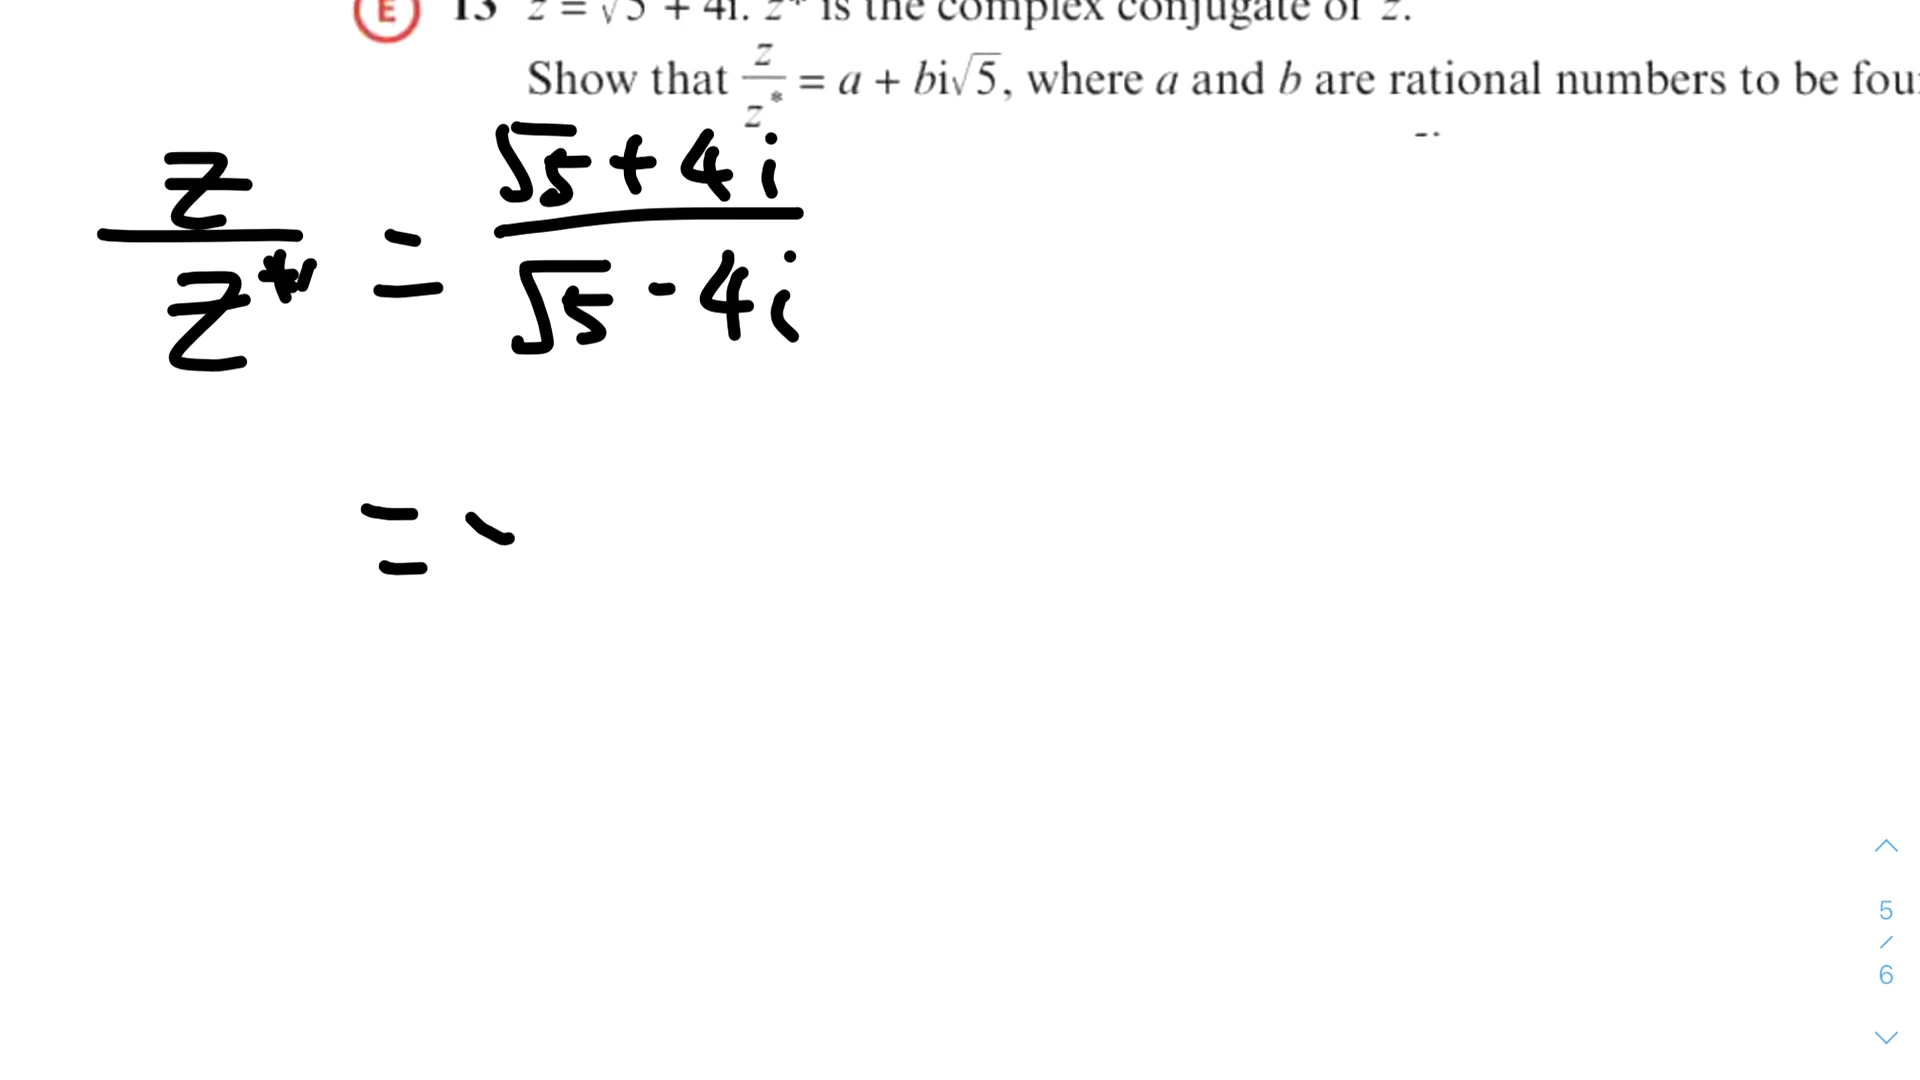 E 13 z = √5 + 4i. z* is the complex conjugate of z.
Show that z/z* = a + bi√5, where a and b are rational numbers to be fou
z/z* = (√5 + 4i)/(√5 - 4i)
=
5
/
6